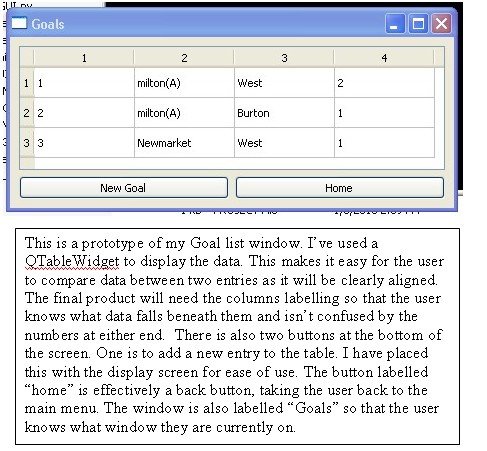 Goals
1 2 3 4
1 1 milton(A) West 2
2 2 milton(A) Burton 1
3 3 Newmarket West 1
New Goal Home
This is a prototype of my Goal list window. I’ve used a
QTableWidget to display the data. This makes it easy for the user
to compare data between two entries as it will be clearly aligned.
The final product will need the columns labelling so that the user
knows what data falls beneath them and isn’t confused by the
numbers at either end.  There is also two buttons at the bottom of
the screen. One is to add a new entry to the table. I have placed
this with the display screen for ease of use. The button labelled
“home” is effectively a back button, taking the user back to the
main menu. The window is also labelled “Goals” so that the user
knows what window they are currently on.